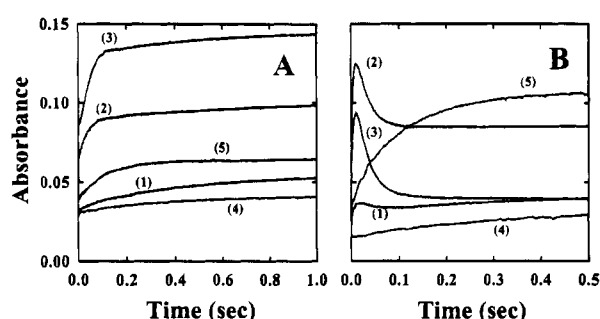 0.15
0.10
0.05
0.00
Absorbance
A
(3)
(2)
(5)
(1)
(4)
0.0 0.2 0.4 0.6 0.8 1.0
Time (sec)
B
(2)
(5)
(3)
(1)
(4)
0.0 0.1 0.2 0.3 0.4 0.5
Time (sec)